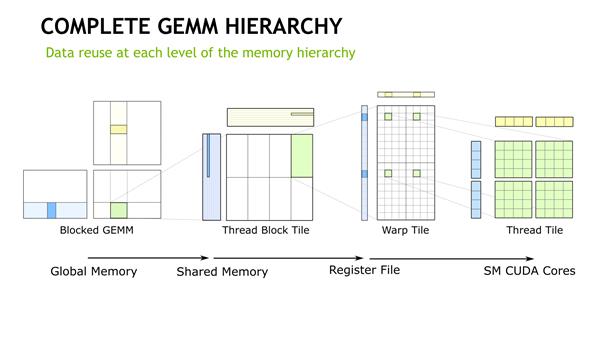 COMPLETE GEMM HIERARCHY
Data reuse at each level of the memory hierarchy
Blocked GEMM
Thread Block Tile
Warp Tile
Thread Tile
Global Memory
Shared Memory
Register File
SM CUDA Cores